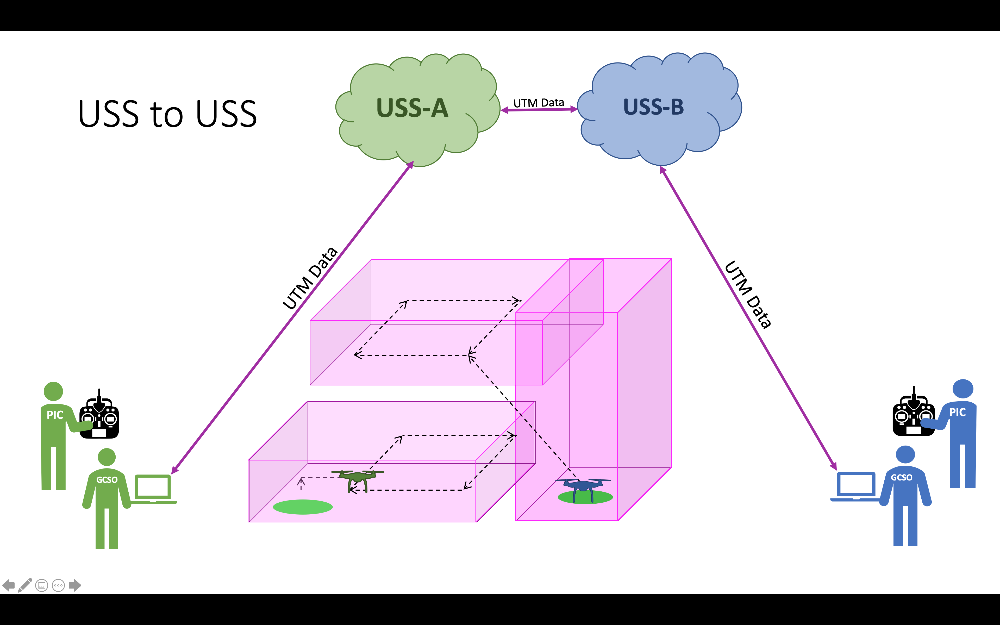 USS to USS
USS-A
UTM Data
USS-B
UTM Data
UTM Data
PIC
GCSO
PIC
GCSO